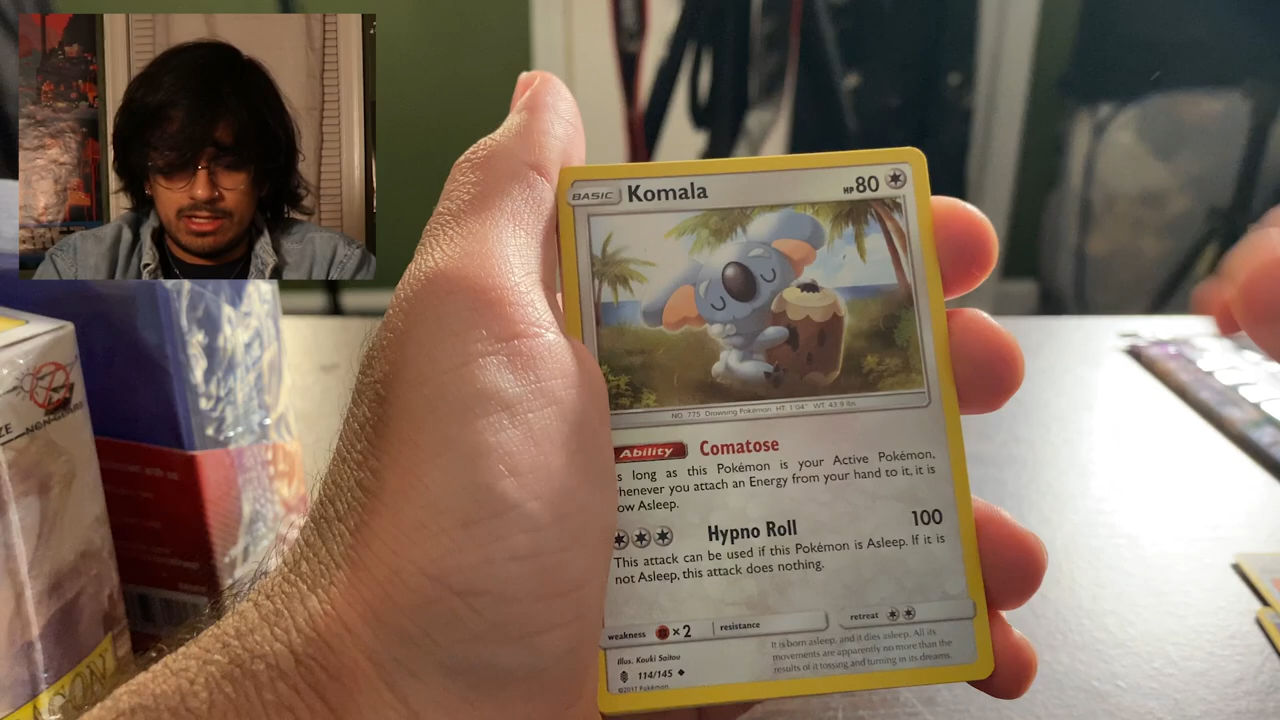 BASIC Komala HP 80
NO. 775 Drowsing Pokémon HT: 1'04" WT: 43.9 lbs
Ability Comatose
s long as this Pokémon is your Active Pokémon,
henever you attach an Energy from your hand to it, it is
ow Asleep.
Hypno Roll 100
This attack can be used if this Pokémon is Asleep. If it is
not Asleep, this attack does nothing.
weakness ×2 resistance retreat
It is born asleep, and it dies asleep. All its
movements are apparently no more than the
results of it tossing and turning in its dreams.
Illus. Kouki Saitou
114/145
©2017 Pokémon
ZE